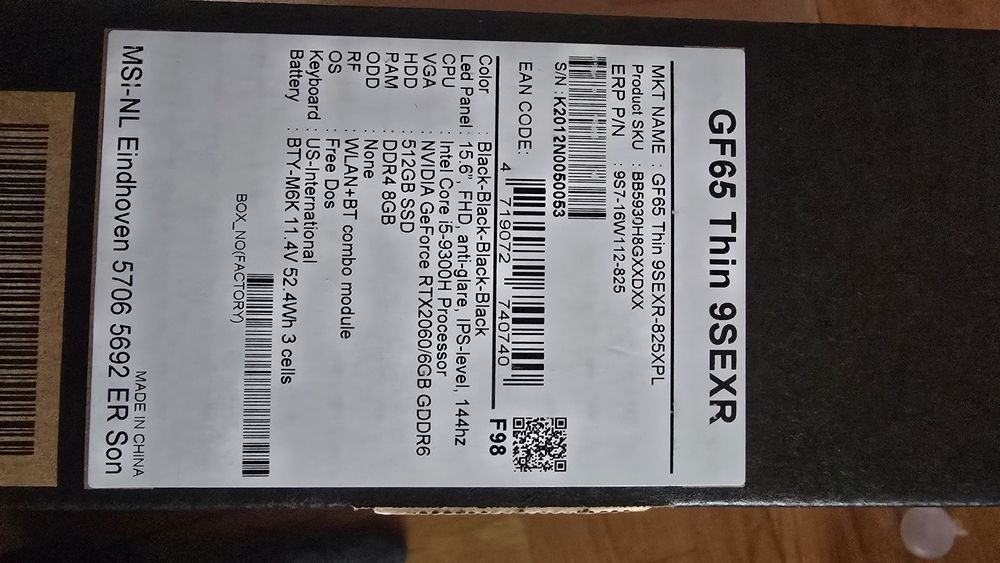 GF65 Thin 9SEXR
MKT NAME : GF65 Thin 9SEXR-825XPL
Product SKU : BB5930H8GXXDXX
ERP P/N : 9S7-16W112-825
S/N :K2012N0050053
EAN CODE:
4 719072 740740
F98
Color : Black-Black-Black-Black
Led Panel : 15.6", FHD, anti-glare, IPS-level, 144hz
CPU : Intel Core i5-9300H Processor
VGA : NVIDIA GeForce RTX2060/6GB GDDR6
HDD : 512GB SSD
RAM : DDR4 8GB
ODD : None
RF : WLAN+BT combo module
OS : Free Dos
Keyboard : US-International
Battery : BTY-M6K 11.4V 52.4Wh 3 cells
BOX_NO(FACTORY)
MADE IN CHINA
MSI-NL Eindhoven 5706 5692 ER Son